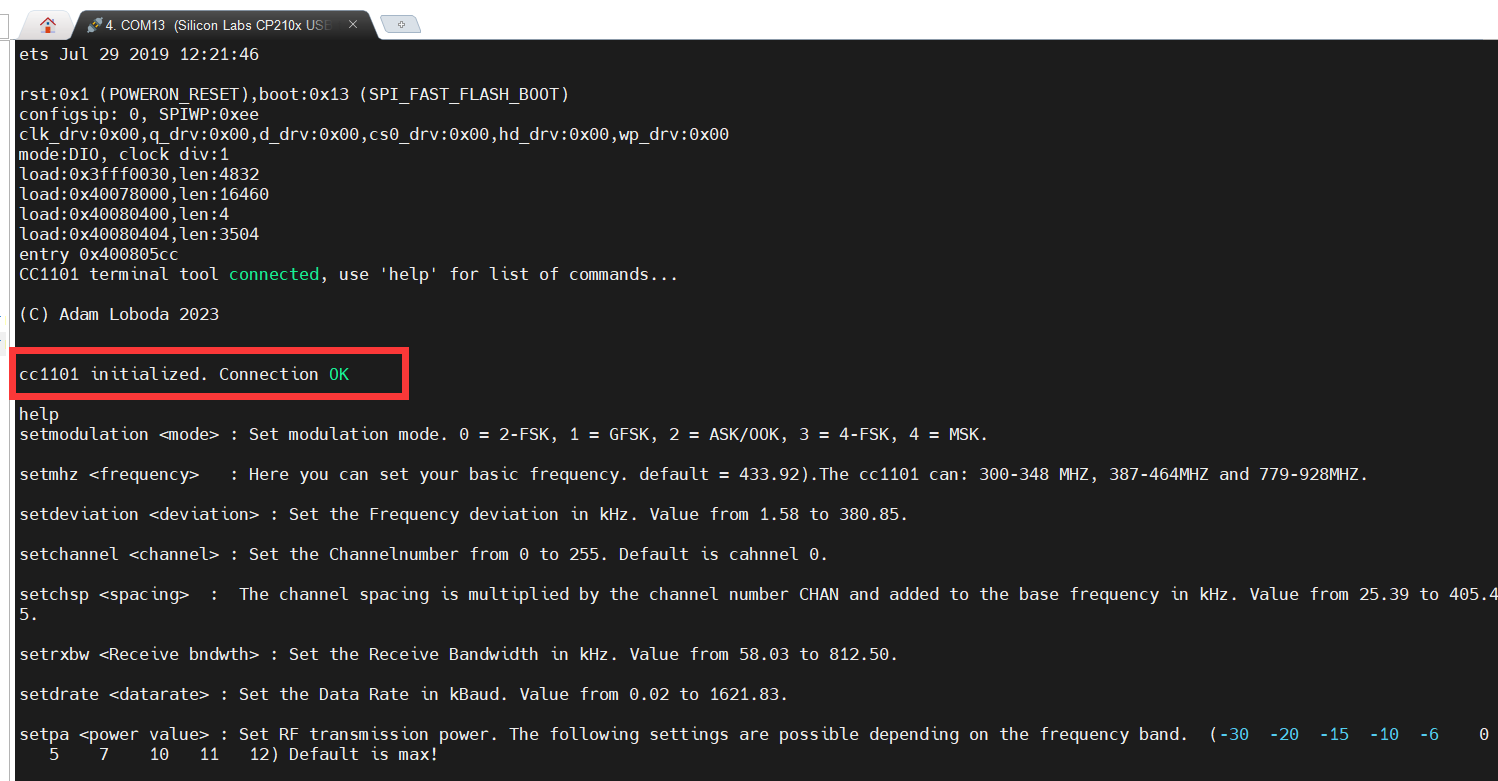 4. COM13 (Silicon Labs CP210x USB
ets Jul 29 2019 12:21:46
rst:0x1 (POWERON_RESET),boot:0x13 (SPI_FAST_FLASH_BOOT)
configsip: 0, SPIWP:0xee
clk_drv:0x00,q_drv:0x00,d_drv:0x00,cs0_drv:0x00,hd_drv:0x00,wp_drv:0x00
mode:DIO, clock div:1
load:0x3fff0030,len:4832
load:0x40078000,len:16460
load:0x40080400,len:4
load:0x40080404,len:3504
entry 0x400805cc
CC1101 terminal tool connected, use 'help' for list of commands...
(C) Adam Loboda 2023
cc1101 initialized. Connection OK
help
setmodulation <mode> : Set modulation mode. 0 = 2-FSK, 1 = GFSK, 2 = ASK/OOK, 3 = 4-FSK, 4 = MSK.
setmhz <frequency>   : Here you can set your basic frequency. default = 433.92).The cc1101 can: 300-348 MHZ, 387-464MHZ and 779-928MHZ.
setdeviation <deviation> : Set the Frequency deviation in kHz. Value from 1.58 to 380.85.
setchannel <channel> : Set the Channelnumber from 0 to 255. Default is cahnnel 0.
setchsp <spacing>  :  The channel spacing is multiplied by the channel number CHAN and added to the base frequency in kHz. Value from 25.39 to 405.4
5.
setrxbw <Receive bndwth> : Set the Receive Bandwidth in kHz. Value from 58.03 to 812.50.
setdrate <datarate> : Set the Data Rate in kBaud. Value from 0.02 to 1621.83.
setpa <power value> : Set RF transmission power. The following settings are possible depending on the frequency band.  (-30  -20  -15  -10  -6    0
5    7    10   11   12) Default is max!